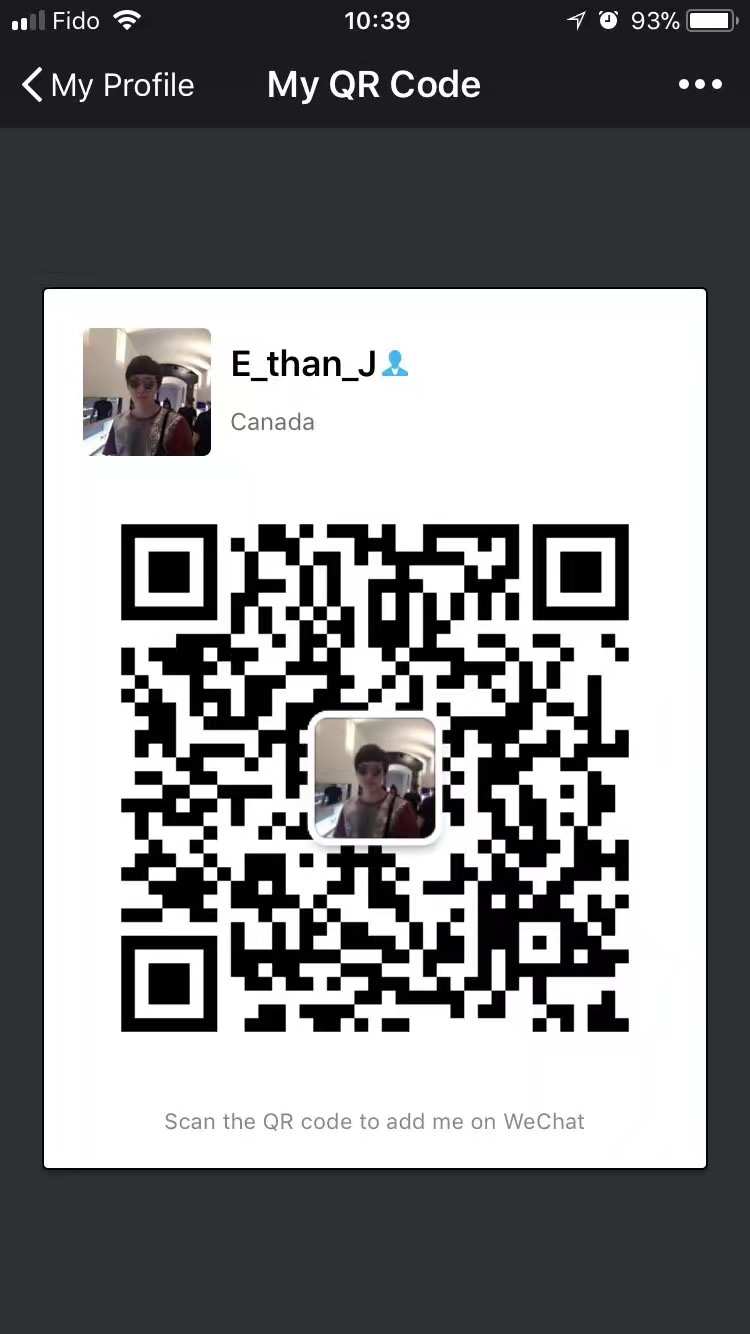 Fido 10:39 93%
My Profile My QR Code
E_than_J
Canada
Scan the QR code to add me on WeChat